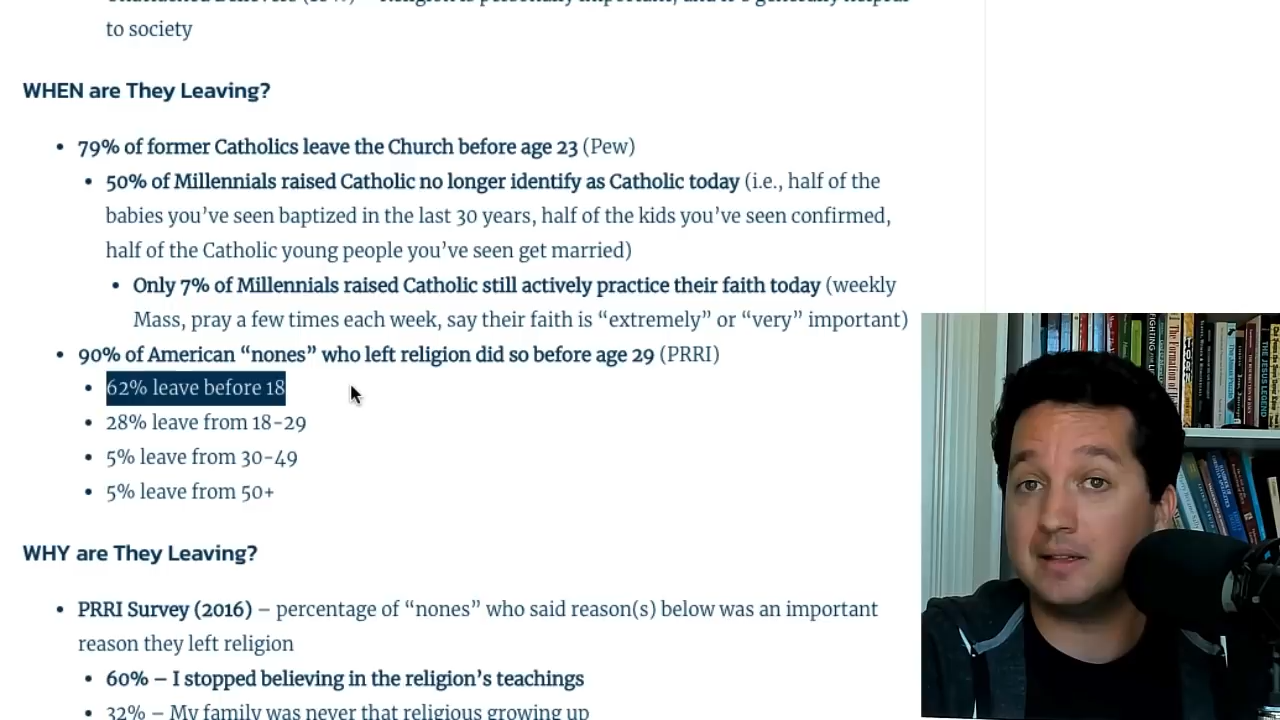 to society
WHEN are They Leaving?
• 79% of former Catholics leave the Church before age 23 (Pew)
• 50% of Millennials raised Catholic no longer identify as Catholic today (i.e., half of the
babies you've seen baptized in the last 30 years, half of the kids you've seen confirmed,
half of the Catholic young people you've seen get married)
• Only 7% of Millennials raised Catholic still actively practice their faith today (weekly
Mass, pray a few times each week, say their faith is “extremely” or “very” important)
• 90% of American “nones” who left religion did so before age 29 (PRRI)
• 62% leave before 18
• 28% leave from 18-29
• 5% leave from 30-49
• 5% leave from 50+
WHY are They Leaving?
• PRRI Survey (2016) – percentage of “nones” who said reason(s) below was an important
reason they left religion
• 60% – I stopped believing in the religion's teachings
• 32% – My family was never that religious growing up
THE JESUS LEGEND